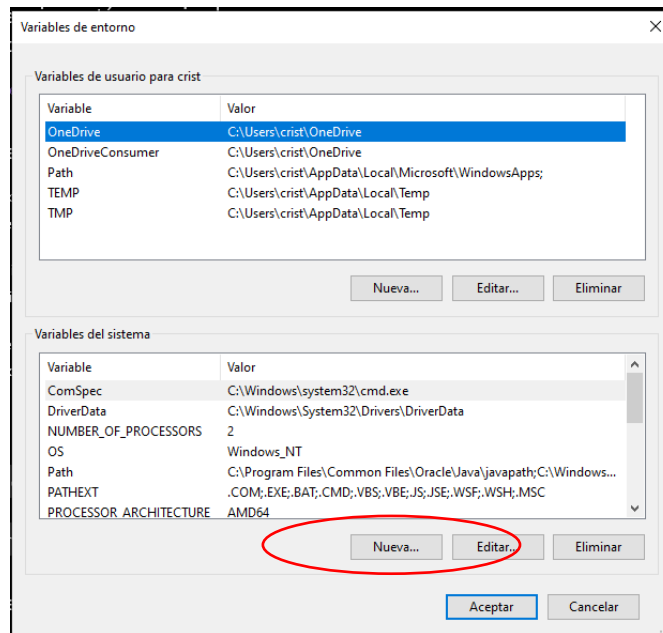 Variables de entorno
Variables de usuario para crist
Variable Valor
OneDrive C:\Users\crist\OneDrive
OneDriveConsumer C:\Users\crist\OneDrive
Path C:\Users\crist\AppData\Local\Microsoft\WindowsApps;
TEMP C:\Users\crist\AppData\Local\Temp
TMP C:\Users\crist\AppData\Local\Temp
Nueva... Editar... Eliminar
Variables del sistema
Variable Valor
ComSpec C:\Windows\system32\cmd.exe
DriverData C:\Windows\System32\Drivers\DriverData
NUMBER_OF_PROCESSORS 2
OS Windows_NT
Path C:\Program Files\Common Files\Oracle\Java\javapath;C:\Windows...
PATHEXT .COM;.EXE;.BAT;.CMD;.VBS;.VBE;.JS;.JSE;.WSF;.WSH;.MSC
PROCESSOR_ARCHITECTURE AMD64
Nueva... Editar... Eliminar
Aceptar Cancelar